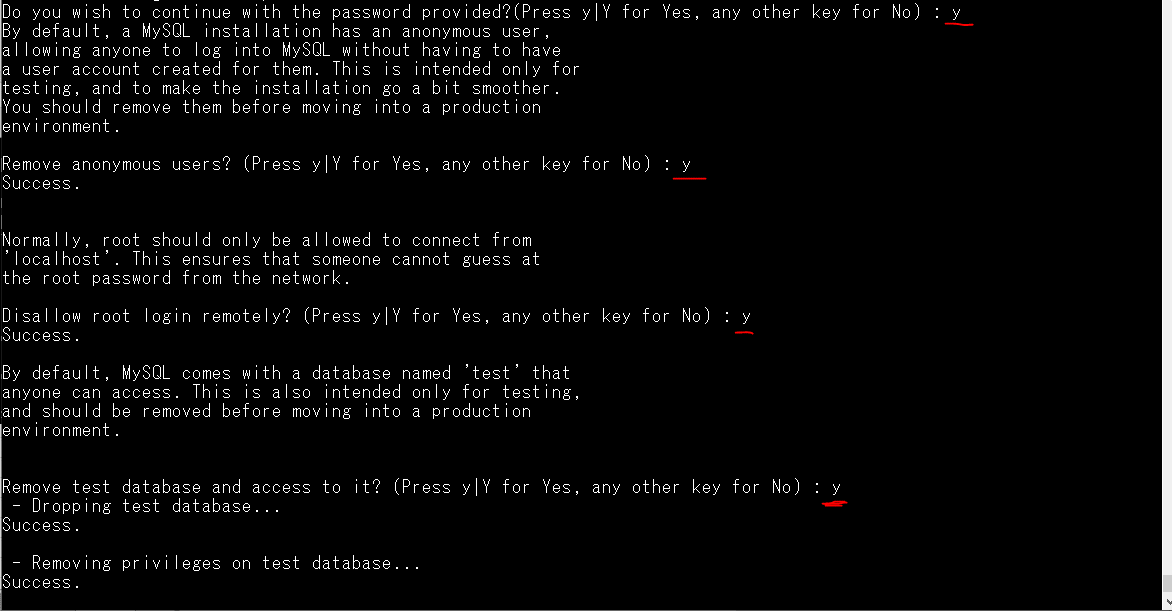 Do you wish to continue with the password provided?(Press y|Y for Yes, any other key for No) : y
By default, a MySQL installation has an anonymous user,
allowing anyone to log into MySQL without having to have
a user account created for them. This is intended only for
testing, and to make the installation go a bit smoother.
You should remove them before moving into a production
environment.
Remove anonymous users? (Press y|Y for Yes, any other key for No) : y
Success.
Normally, root should only be allowed to connect from
'localhost'. This ensures that someone cannot guess at
the root password from the network.
Disallow root login remotely? (Press y|Y for Yes, any other key for No) : y
Success.
By default, MySQL comes with a database named 'test' that
anyone can access. This is also intended only for testing,
and should be removed before moving into a production
environment.
Remove test database and access to it? (Press y|Y for Yes, any other key for No) : y
 - Dropping test database...
Success.
 - Removing privileges on test database...
Success.